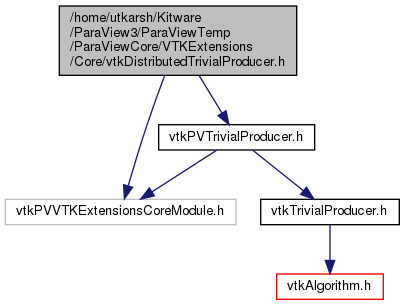 /home/utkarsh/Kitware
/ParaView3/ParaViewTemp
/ParaViewCore/VTKExtensions
/Core/vtkDistributedTrivialProducer.h
vtkPVTrivialProducer.h
vtkPVVTKExtensionsCoreModule.h
vtkTrivialProducer.h
vtkAlgorithm.h